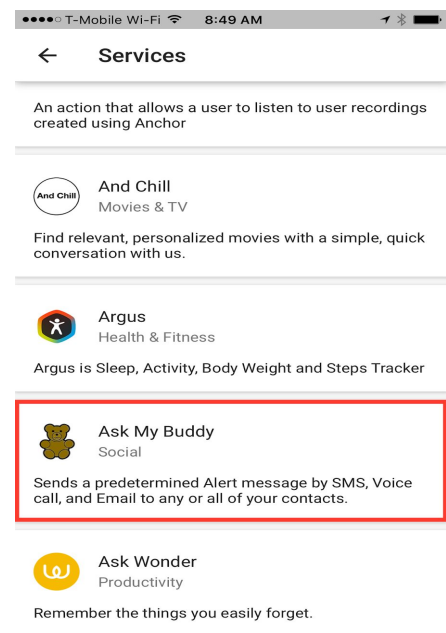 T-Mobile Wi-Fi 8:49 AM
Services
An action that allows a user to listen to user recordings
created using Anchor
And Chill
And Chill
Movies & TV
Find relevant, personalized movies with a simple, quick
conversation with us.
Argus
Health & Fitness
Argus is Sleep, Activity, Body Weight and Steps Tracker
Ask My Buddy
Social
Sends a predetermined Alert message by SMS, Voice
call, and Email to any or all of your contacts.
Ask Wonder
Productivity
Remember the things you easily forget.